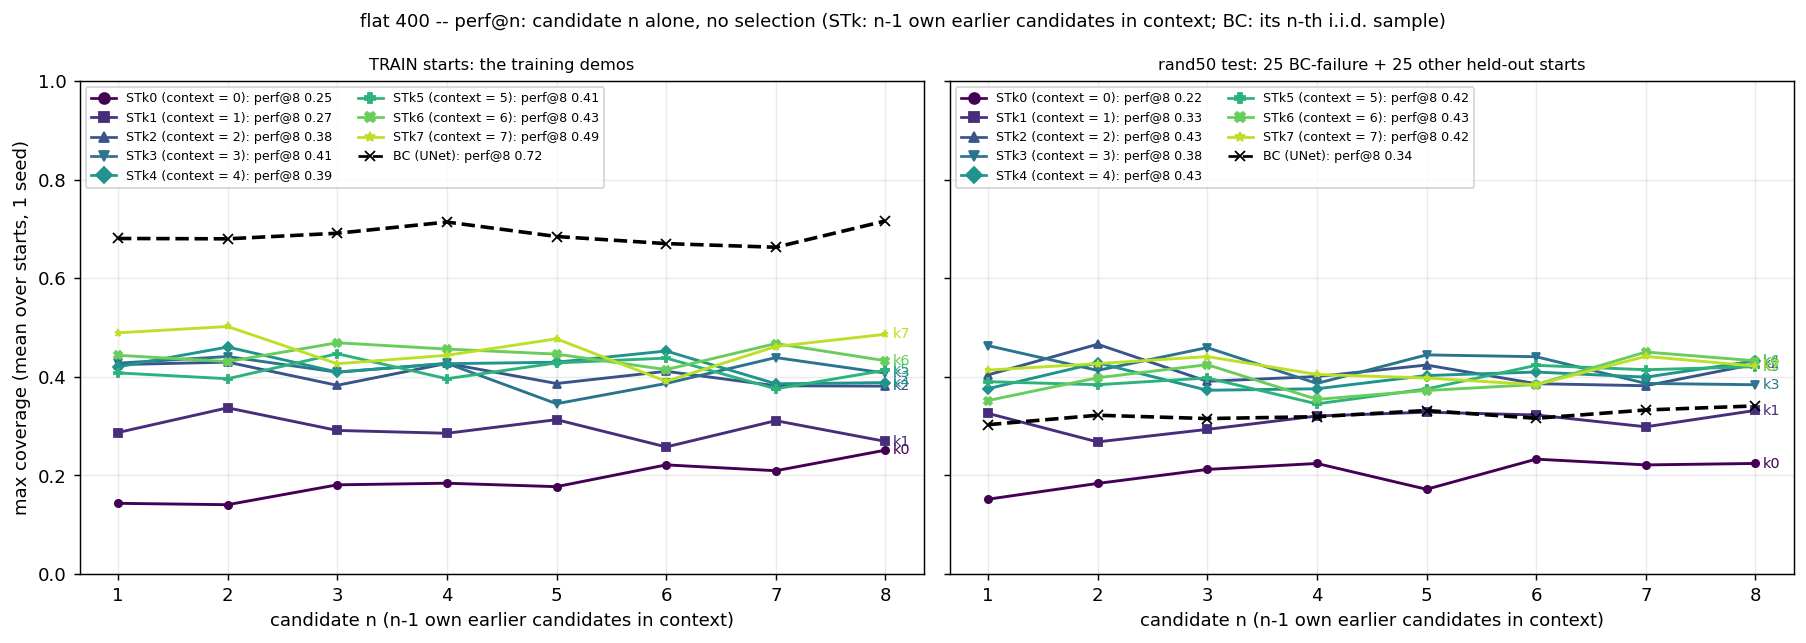 flat 400 -- perf@n: candidate n alone, no selection (STk: n-1 own earlier candidates in context; BC: its n-th i.i.d. sample)
TRAIN starts: the training demos
STk0 (context = 0): perf@8 0.25
STk1 (context = 1): perf@8 0.27
STk2 (context = 2): perf@8 0.38
STk3 (context = 3): perf@8 0.41
STk4 (context = 4): perf@8 0.39
STk5 (context = 5): perf@8 0.41
STk6 (context = 6): perf@8 0.43
STk7 (context = 7): perf@8 0.49
BC (UNet): perf@8 0.72
max coverage (mean over starts, 1 seed)
1.0
0.8
0.6
0.4
0.2
0.0
k7
k6
k2
k1
k0
1 2 3 4 5 6 7 8
candidate n (n-1 own earlier candidates in context)
rand50 test: 25 BC-failure + 25 other held-out starts
STk0 (context = 0): perf@8 0.22
STk1 (context = 1): perf@8 0.33
STk2 (context = 2): perf@8 0.43
STk3 (context = 3): perf@8 0.38
STk4 (context = 4): perf@8 0.43
STk5 (context = 5): perf@8 0.42
STk6 (context = 6): perf@8 0.43
STk7 (context = 7): perf@8 0.42
BC (UNet): perf@8 0.34
k3
k1
k0
1 2 3 4 5 6 7 8
candidate n (n-1 own earlier candidates in context)